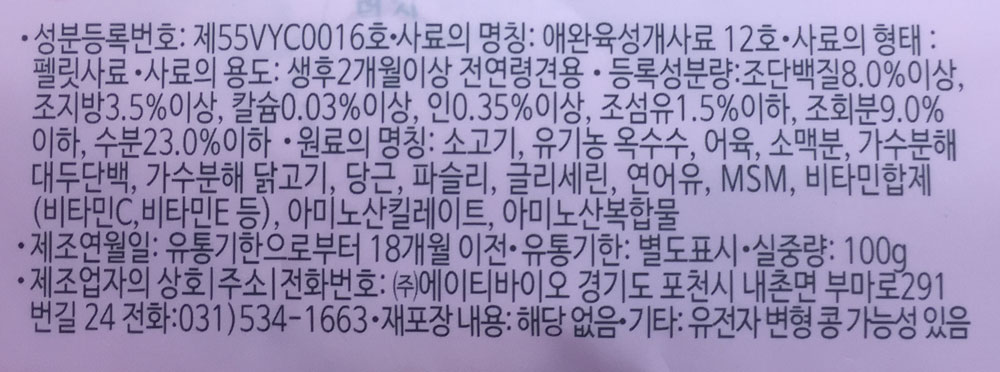 •성분등록번호: 제55VYC0016호•사료의 명칭: 애완육성개사료 12호•사료의 형태 :
펠릿사료•사료의 용도: 생후2개월이상 전연령견용 • 등록성분량:조단백질8.0%이상,
조지방3.5%이상, 칼슘0.03%이상, 인0.35%이상, 조섬유1.5%이하, 조회분9.0%
이하, 수분23.0%이하 •원료의 명칭: 소고기, 유기농 옥수수, 어육, 소맥분, 가수분해
대두단백, 가수분해 닭고기, 당근, 파슬리, 글리세린, 연어유, MSM, 비타민합제
(비타민C,비타민E 등), 아미노산킬레이트, 아미노산복합물
•제조연월일: 유통기한으로부터 18개월 이전•유통기한: 별도표시•실중량: 100g
•제조업자의 상호|주소|전화번호: ㈜에이티바이오 경기도 포천시 내촌면 부마로291
번길 24 전화:031)534-1663•재포장 내용: 해당 없음•기타: 유전자 변형 콩 가능성 있음